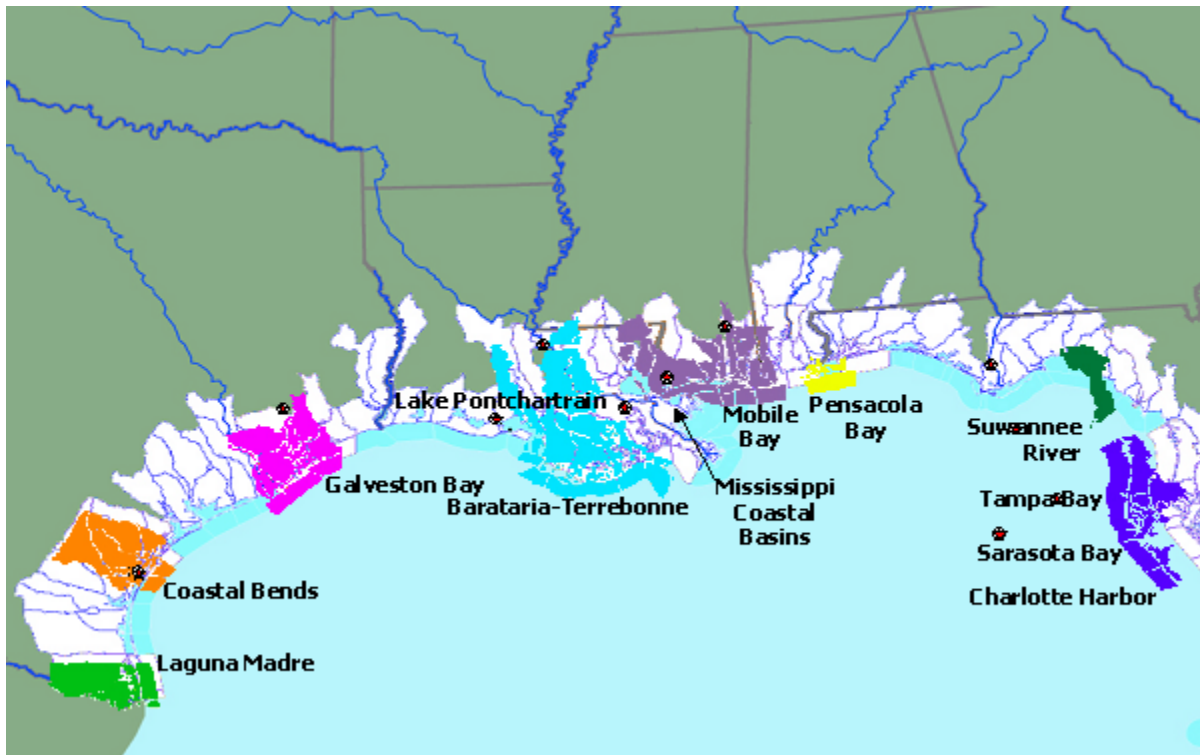 Lake Pontchartrain
Mobile
Bay
Pensacola
Bay
Suwannee
River
Galveston Bay
Barataria-Terrebonne
Mississippi
Coastal
Basins
Tampa Bay
Sarasota Bay
Charlotte Harbor
Coastal Bends
Laguna Madre